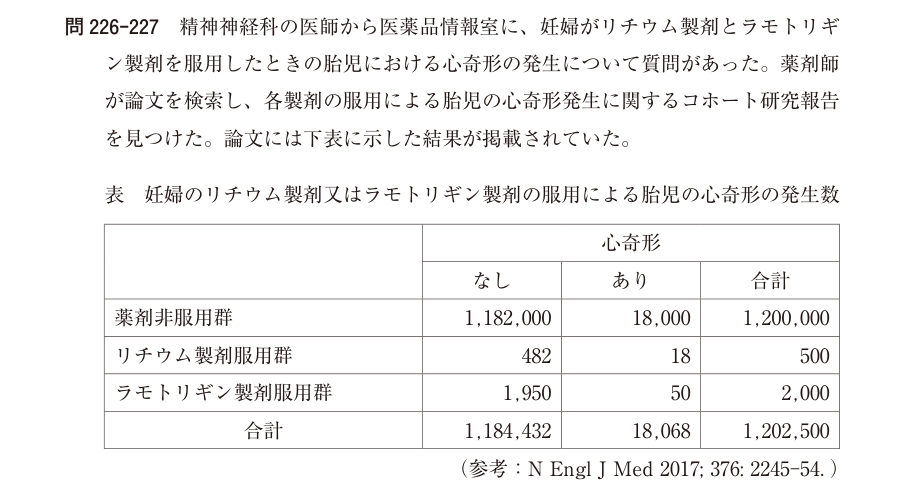 問 226-227 精神神経科の医師から医薬品情報室に、妊婦がリチウム製剤とラモトリギ
ン製剤を服用したときの胎児における心奇形の発生について質問があった。薬剤師
が論文を検索し、各製剤の服用による胎児の心奇形発生に関するコホート研究報告
を見つけた。論文には下表に示した結果が掲載されていた。
表 妊婦のリチウム製剤又はラモトリギン製剤の服用による胎児の心奇形の発生数
心奇形
なし あり 合計
薬剤非服用群 1,182,000 18,000 1,200,000
リチウム製剤服用群 482 18 500
ラモトリギン製剤服用群 1,950 50 2,000
合計 1,184,432 18,068 1,202,500
(参考：N Engl J Med 2017; 376: 2245-54.)